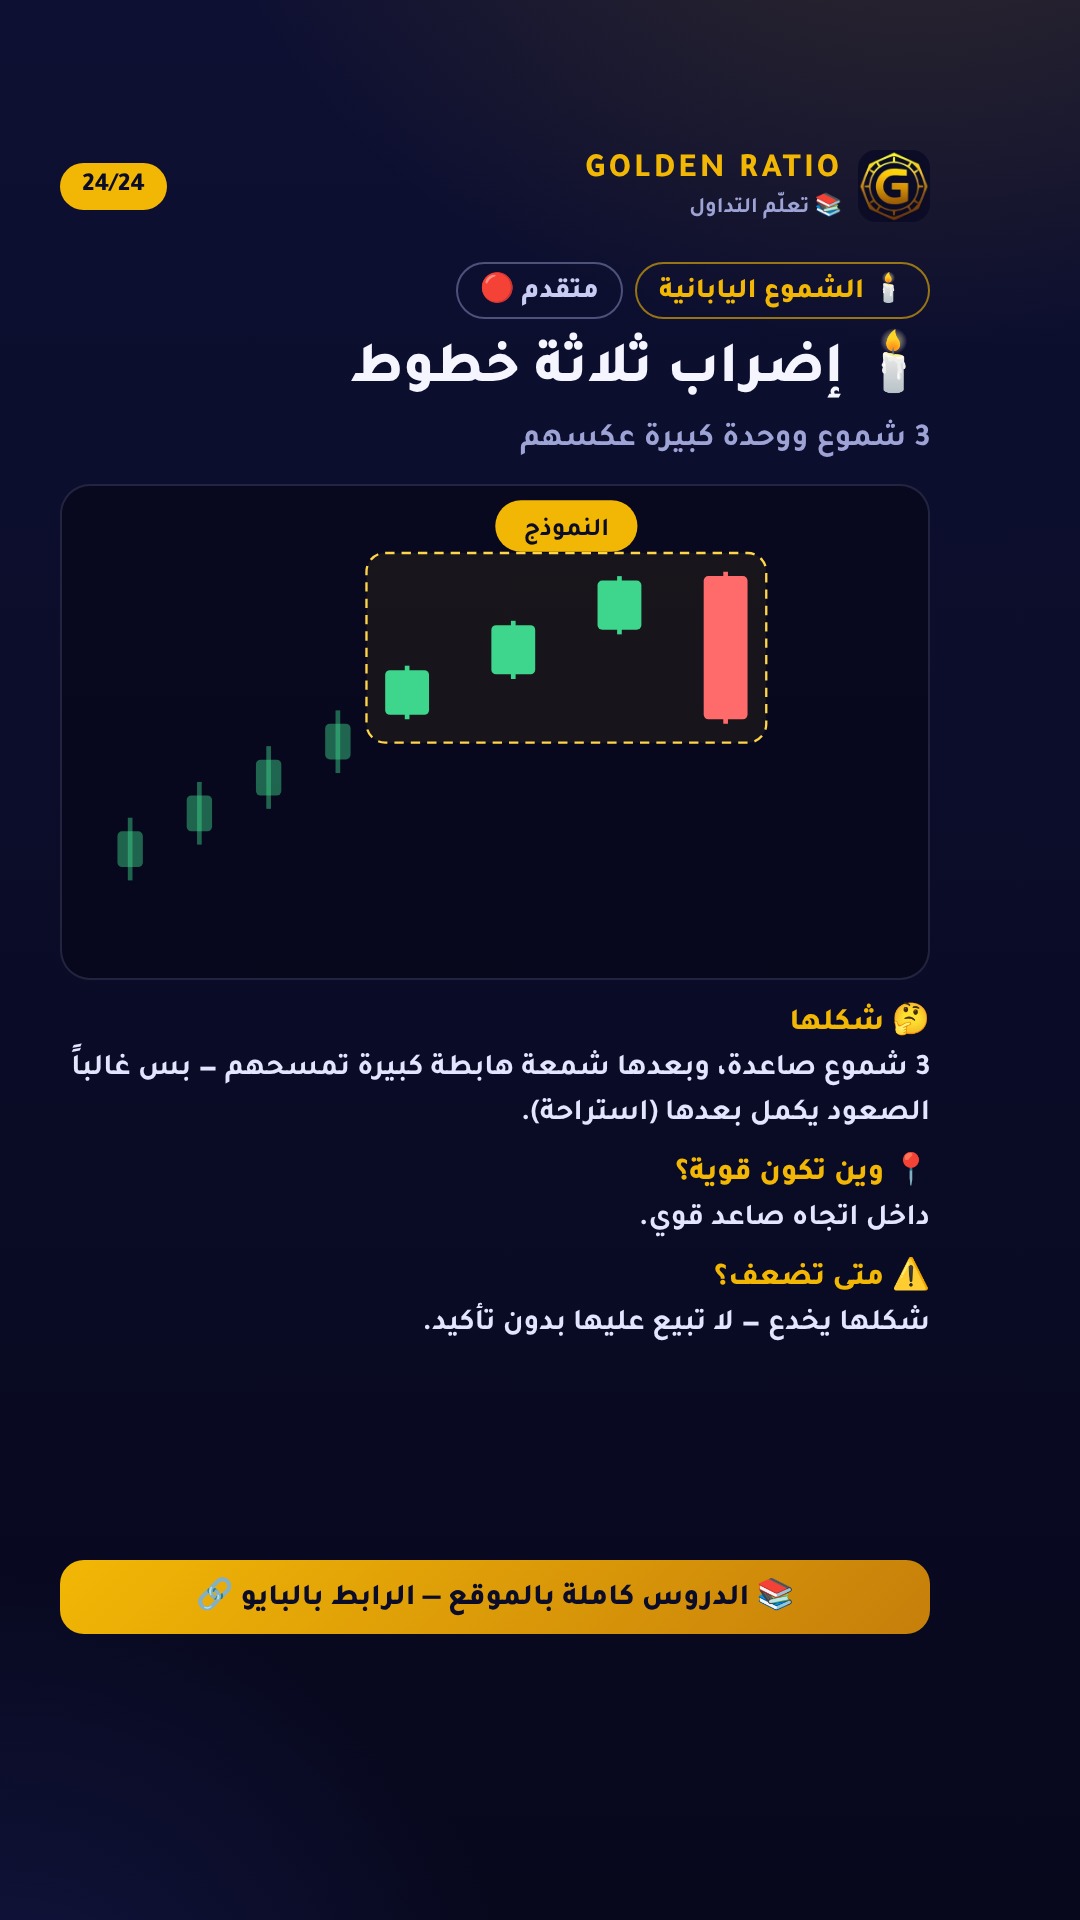 GOLDEN RATIO
📚 تعلّم التداول
24/24
🕯️ الشموع اليابانية
متقدم 🔴
🕯️ إضراب ثلاثة خطوط
3 شموع ووحدة كبيرة عكسهم
النموذج
🤔 شكلها
3 شموع صاعدة، وبعدها شمعة هابطة كبيرة تمسحهم – بس غالباً
الصعود يكمل بعدها (استراحة).
📍 وين تكون قوية؟
داخل اتجاه صاعد قوي.
⚠️ متى تضعف؟
شكلها يخدع – لا تبيع عليها بدون تأكيد.
📚 الدروس كاملة بالموقع – الرابط بالبايو 🔗